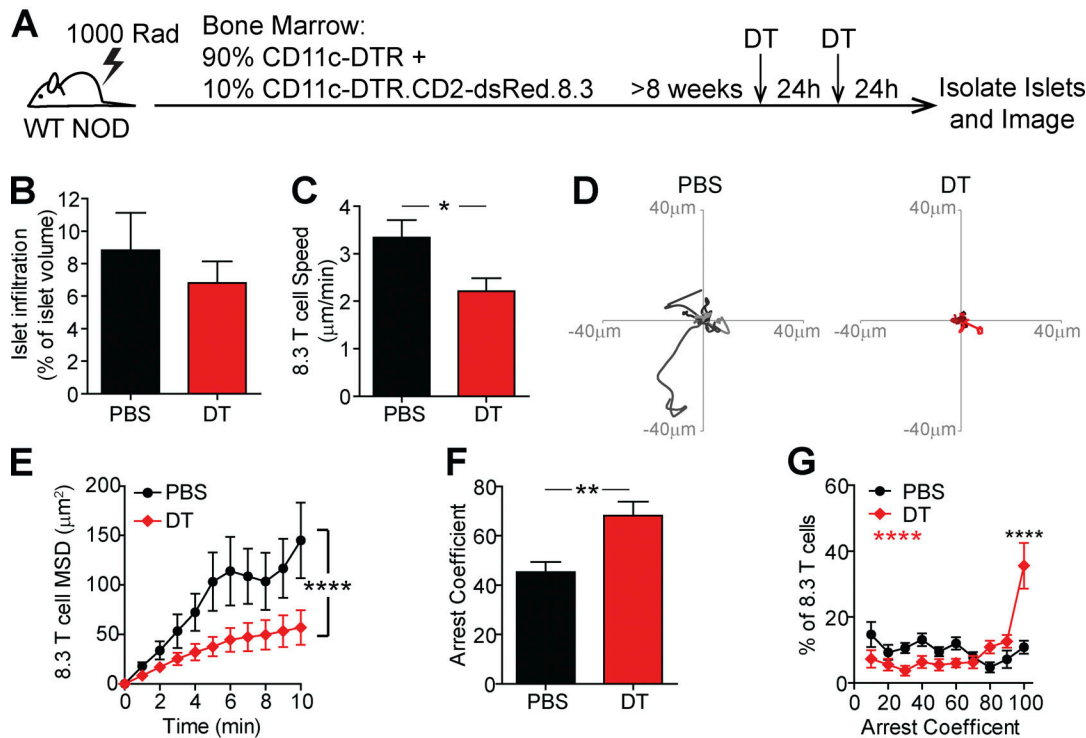 A
1000 Rad
WT NOD
Bone Marrow:
90% CD11c-DTR +
10% CD11c-DTR.CD2-dsRed.8.3
>8 weeks
DT
24h
DT
24h
Isolate Islets
and Image
B
Islet infiltration
(% of islet volume)
12
10
8
6
4
2
0
PBS
DT
C
8.3 T cell Speed
(μm/min)
4
3
2
1
0
*
PBS
DT
D
PBS
40μm
-40μm
40μm
-40μm
DT
40μm
-40μm
40μm
-40μm
E
8.3 T cell MSD (μm²)
200
150
100
50
0
PBS
DT
****
0 2 4 6 8 10
Time (min)
F
Arrest Coefficient
80
60
40
20
0
**
PBS
DT
G
% of 8.3 T cells
60
40
20
0
PBS
DT
****
****
20 40 60 80 100
Arrest Coefficent